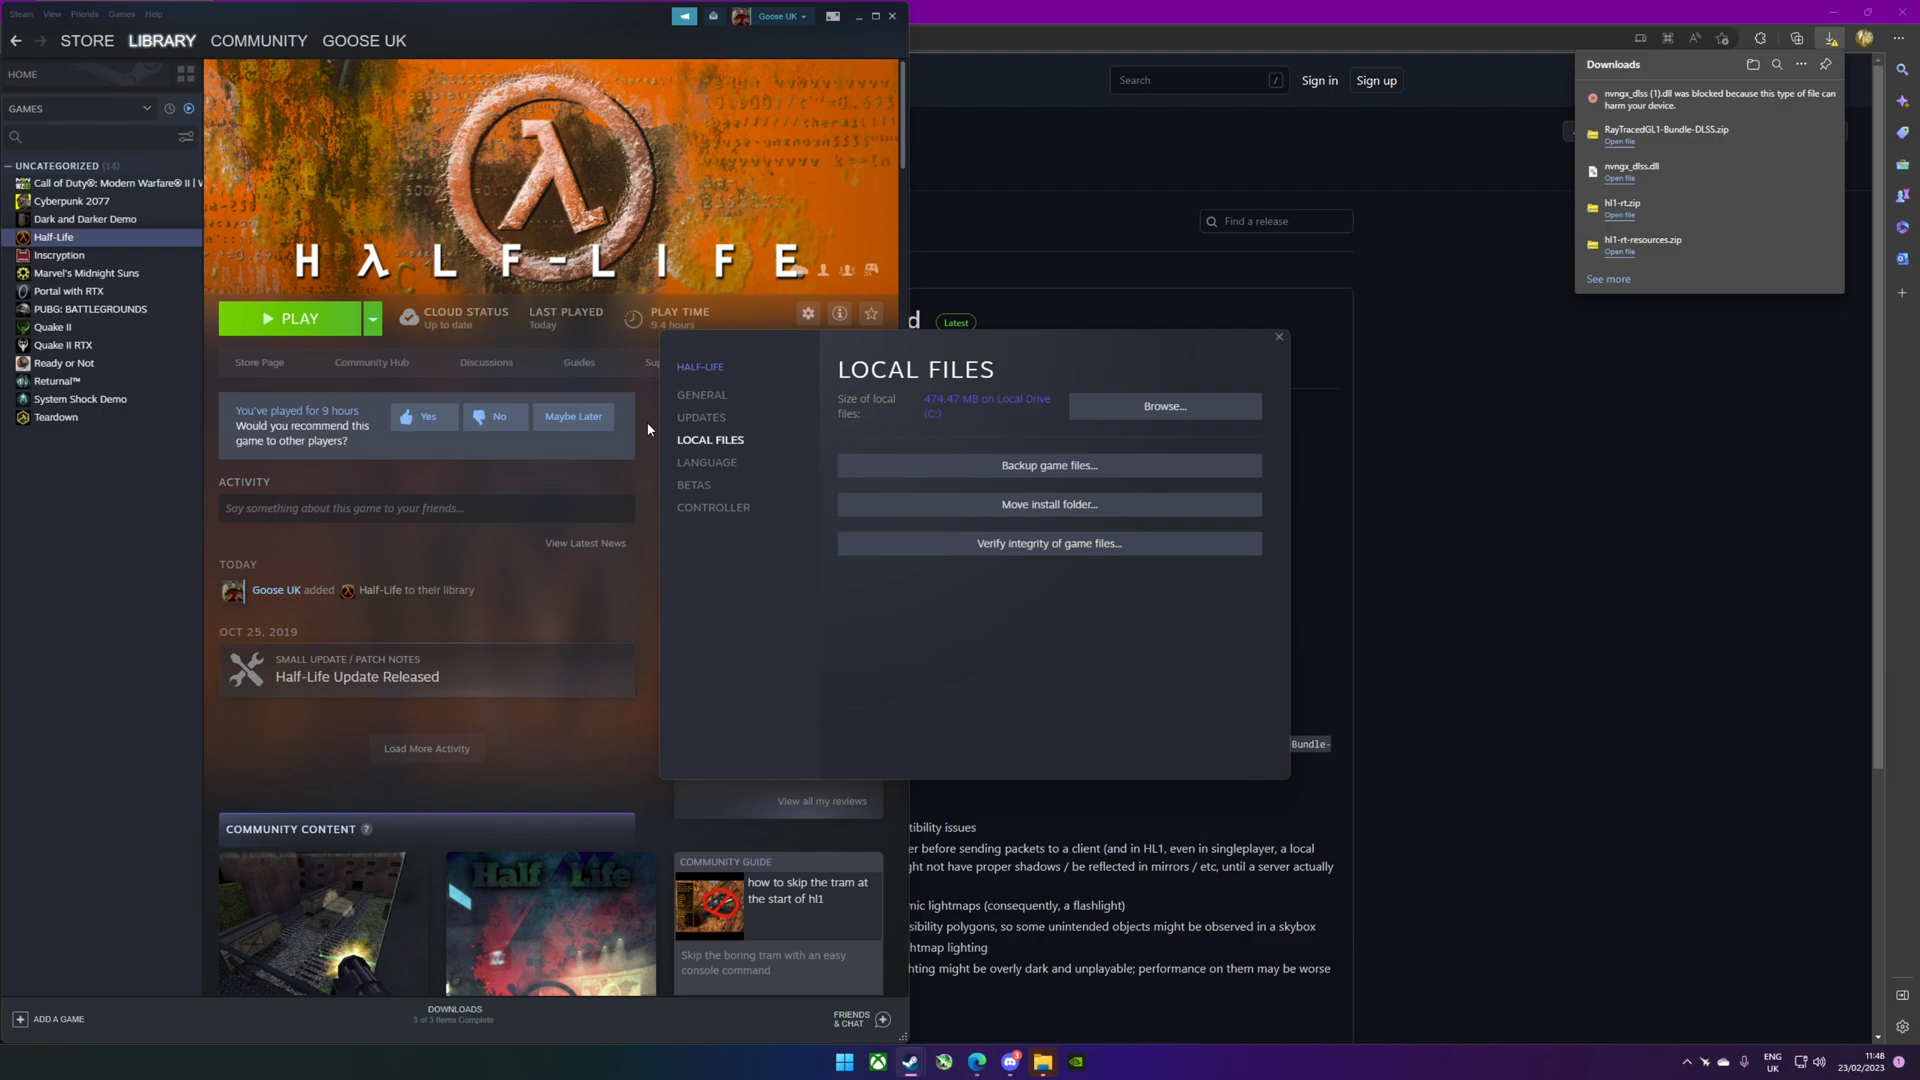 Steam View Friends Games Help
Goose UK
STORE LIBRARY COMMUNITY GOOSE UK
HOME
GAMES
UNCATEGORIZED (14)
Call of Duty®: Modern Warfare® II | W
Cyberpunk 2077
Dark and Darker Demo
Half-Life
Inscryption
Marvel's Midnight Suns
Portal with RTX
PUBG: BATTLEGROUNDS
Quake II
Quake II RTX
Ready or Not
Returnal™
System Shock Demo
Teardown
ADD A GAME
HλLF-LIFE
PLAY
CLOUD STATUS
Up to date
LAST PLAYED
Today
PLAY TIME
9.4 hours
Store Page Community Hub Discussions Guides Sup
You've played for 9 hours
Would you recommend this
game to other players?
Yes No Maybe Later
ACTIVITY
Say something about this game to your friends...
View Latest News
TODAY
Goose UK added Half-Life to their library
OCT 25, 2019
SMALL UPDATE / PATCH NOTES
Half-Life Update Released
Load More Activity
View all my reviews
COMMUNITY CONTENT ?
Half Life
COMMUNITY GUIDE
how to skip the tram at
the start of hl1
Skip the boring tram with an easy
console command
DOWNLOADS
3 of 3 Items Complete
FRIENDS
& CHAT
HALF-LIFE
GENERAL
UPDATES
LOCAL FILES
LANGUAGE
BETAS
CONTROLLER
LOCAL FILES
Size of local
files:
474.47 MB on Local Drive
(C:)
Browse...
Backup game files...
Move install folder...
Verify integrity of game files...
Search /
Sign in Sign up
Find a release
d Latest
Bundle-
tibility issues
er before sending packets to a client (and in HL1, even in singleplayer, a local
ght not have proper shadows / be reflected in mirrors / etc, until a server actually
mic lightmaps (consequently, a flashlight)
sibility polygons, so some unintended objects might be observed in a skybox
htmap lighting
hting might be overly dark and unplayable; performance on them may be worse
Downloads
nvngx_dlss (1).dll was blocked because this type of file can
harm your device.
RayTracedGL1-Bundle-DLSS.zip
Open file
nvngx_dlss.dll
Open file
hl1-rt.zip
Open file
hl1-rt-resources.zip
Open file
See more
3
ENG
UK
11:48
23/02/2023
1